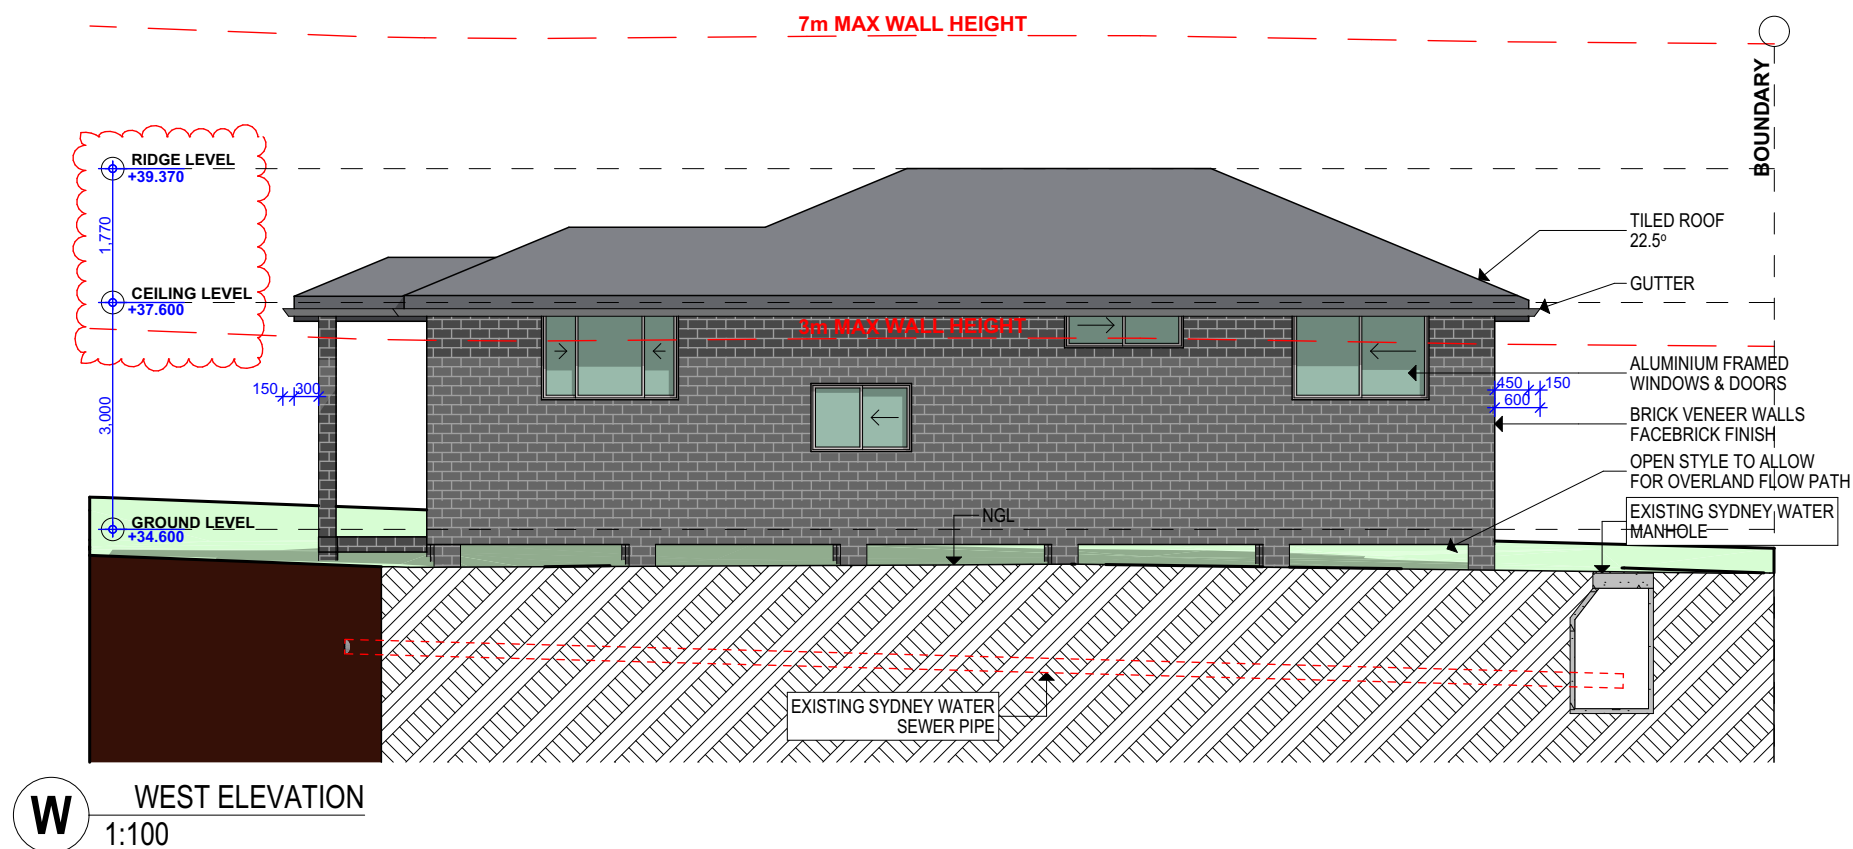 7m MAX WALL HEIGHT
BOUNDARY
RIDGE LEVEL
+39.370
1,770
CEILING LEVEL
+37.600
3m MAX WALL HEIGHT
TILED ROOF
22.5º
GUTTER
ALUMINIUM FRAMED
WINDOWS & DOORS
150 300
450 150
600
3,000
BRICK VENEER WALLS
FACEBRICK FINISH
OPEN STYLE TO ALLOW
FOR OVERLAND FLOW PATH
EXISTING SYDNEY WATER
MANHOLE
NGL
GROUND LEVEL
+34.600
EXISTING SYDNEY WATER
SEWER PIPE
W
WEST ELEVATION
1:100